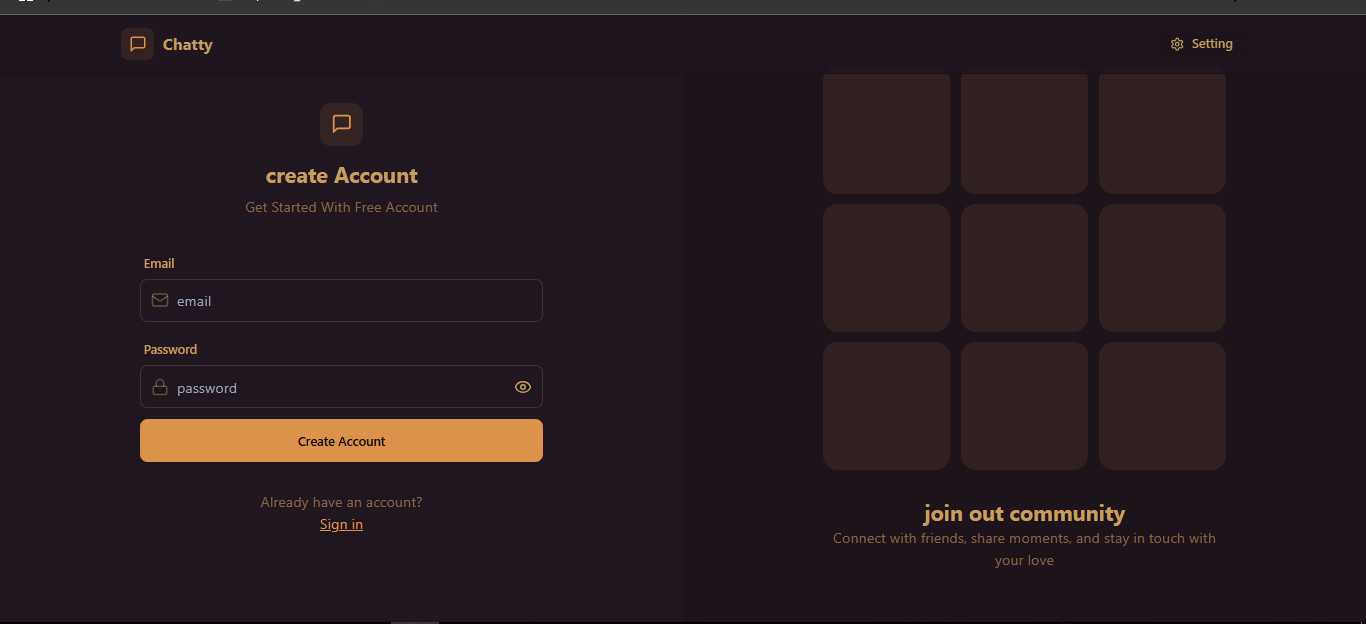 Chatty
Setting
create Account
Get Started With Free Account
Email
email
Password
password
Create Account
Already have an account?
Sign in
join out community
Connect with friends, share moments, and stay in touch with
your love